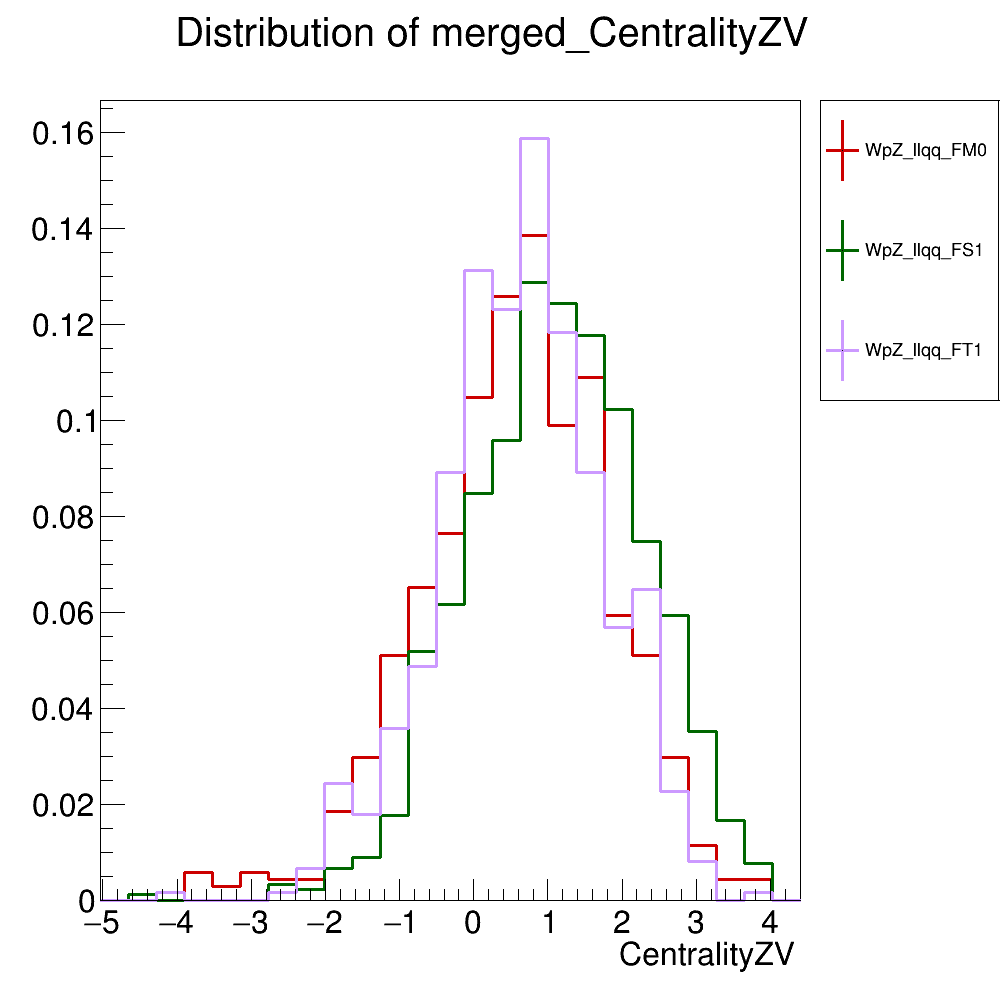 Distribution of merged_CentralityZV
0.16
0.14
0.12
0.1
0.08
0.06
0.04
0.02
0
−5 −4 −3 −2 −1 0 1 2 3 4
CentralityZV
WpZ_llqq_FM0
WpZ_llqq_FS1
WpZ_llqq_FT1